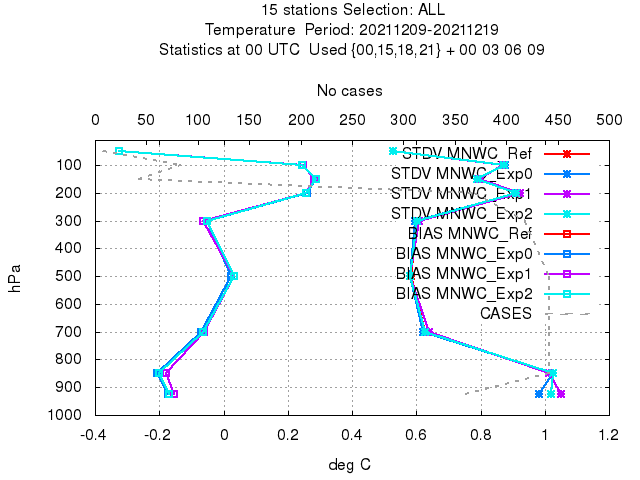 15 stations Selection: ALL
Temperature Period: 20211209-20211219
Statistics at 00 UTC Used {00,15,18,21} + 00 03 06 09
No cases
0 50 100 150 200 250 300 350 400 450 500
100
200
300
400
500
600
700
800
900
1000
hPa
STDV MNWC_Ref
STDV MNWC_Exp0
STDV MNWC_Exp1
STDV MNWC_Exp2
BIAS MNWC_Ref
BIAS MNWC_Exp0
BIAS MNWC_Exp1
BIAS MNWC_Exp2
CASES
-0.4 -0.2 0 0.2 0.4 0.6 0.8 1 1.2
deg C